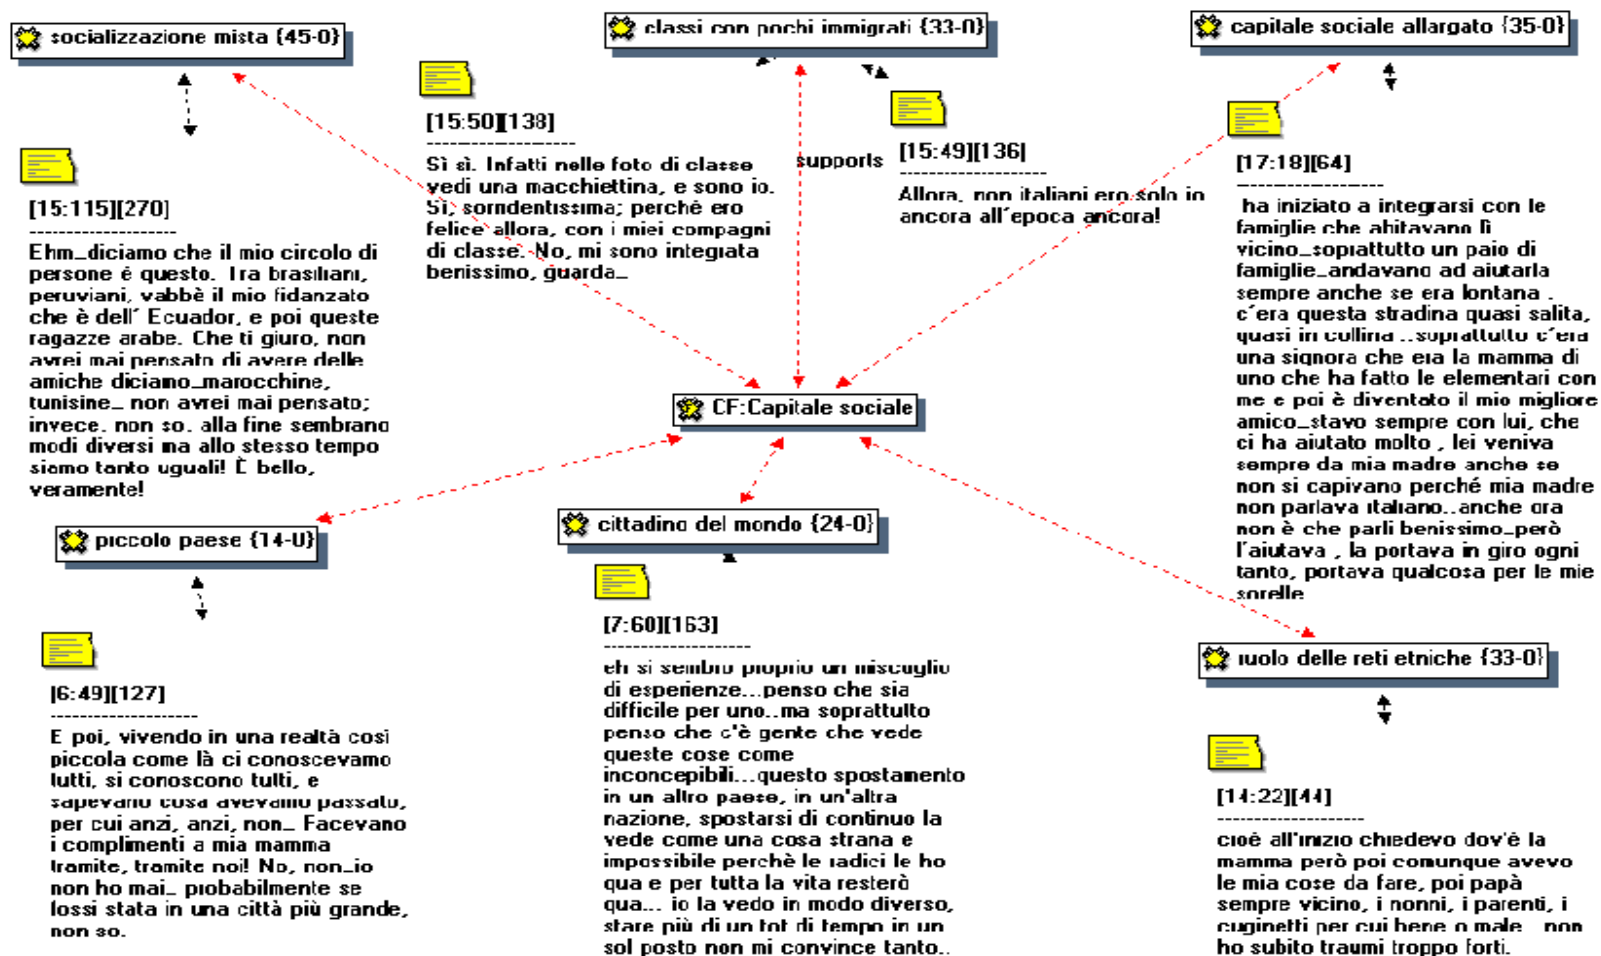 socializzazione mista {45-0}
classi con pochi immigrati {33-0}
capitale sociale allargato {35-0}
[15:115][270]
--------------------
Ehm_diciamo che il mio circolo di
persone è questo. Tra brasiliani,
peruviani, vabbè il mio fidanzato
che è dell' Ecuador, e poi queste
ragazze arabe. Che ti giuro, non
avrei mai pensato di avere delle
amiche diciamo_marocchine,
tunisine_ non avrei mai pensato;
invece. non so. alla fine sembrano
modi diversi ma allo stesso tempo
siamo tanto uguali! È bello,
veramente!
[15:50][138]
--------------------
Sì sì. Infatti nelle foto di classe
vedi una macchiettina, e sono io.
Sì, sorridentissima; perchè ero
felice allora, con i miei compagni
di classe. No, mi sono integrata
benissimo, guarda_
supports
[15:49][136]
--------------------
Allora, non italiani ero solo io
ancora all'epoca ancora!
[17:18][64]
--------------------
ha iniziato a integrarsi con le
famiglie che abitavano lì
vicino_soprattutto un paio di
famiglie_andavano ad aiutarla
sempre anche se era lontana .
c'era questa stradina quasi salita,
quasi in collina ..soprattutto c'era
una signora che era la mamma di
uno che ha fatto le elementari con
me e poi è diventato il mio migliore
amico_stavo sempre con lui, che
ci ha aiutato molto , lei veniva
sempre da mia madre anche se
non si capivano perché mia madre
non parlava italiano..anche ora
non è che parli benissimo_però
l'aiutava , la portava in giro ogni
tanto, portava qualcosa per le mie
sorelle
CF:Capitale sociale
piccolo paese {14-0}
cittadino del mondo {24-0}
ruolo delle reti etniche {33-0}
[6:49][127]
--------------------
E poi, vivendo in una realtà così
piccola come là ci conoscevamo
tutti, si conoscono tutti, e
sapevano cosa avevamo passato,
per cui anzi, anzi, non_ Facevano
i complimenti a mia mamma
tramite, tramite noi! No, non_io
non ho mai_ probabilmente se
fossi stata in una città più grande,
non so.
[7:60][163]
--------------------
eh si sembro proprio un miscuglio
di esperienze...penso che sia
difficile per uno..ma soprattutto
penso che c'è gente che vede
queste cose come
inconcepibili...questo spostamento
in un altro paese, in un'altra
nazione, spostarsi di continuo la
vede come una cosa strana e
impossibile perchè le radici le ho
qua e per tutta la vita resterò
qua... io la vedo in modo diverso,
stare più di un tot di tempo in un
sol posto non mi convince tanto..
[14:22][44]
--------------------
cioè all'inizio chiedevo dov'è la
mamma però poi comunque avevo
le mia cose da fare, poi papà
sempre vicino, i nonni, i parenti, i
cuginetti per cui bene o male_ non
ho subito traumi troppo forti.